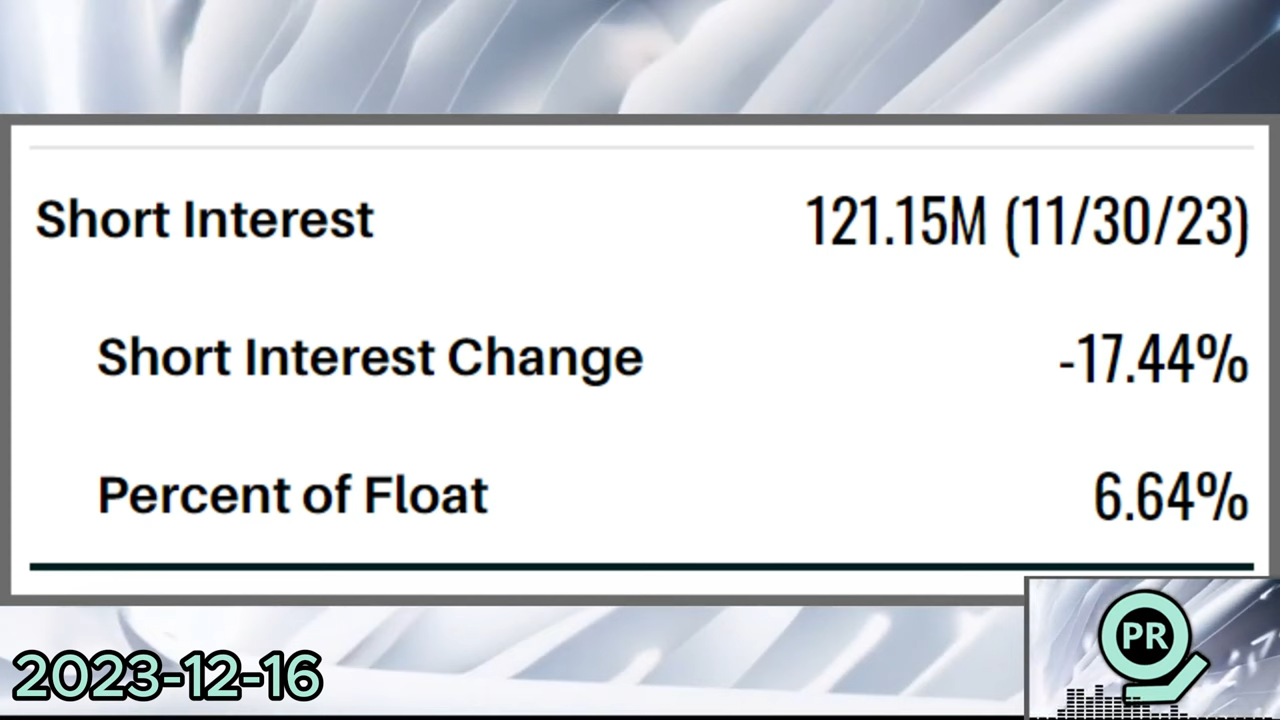 Short Interest 121.15M (11/30/23)
Short Interest Change -17.44%
Percent of Float 6.64%
2023-12-16
PR